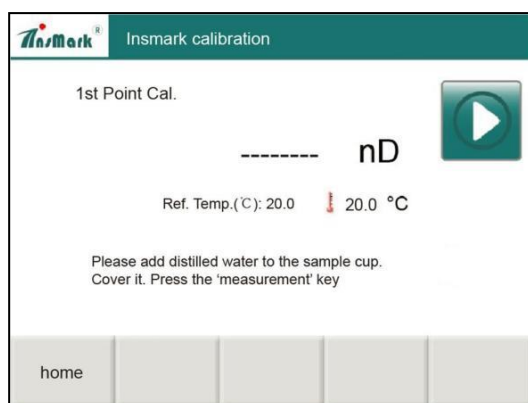 InsMark® Insmark calibration
1st Point Cal.
-------- nD
Ref. Temp.(℃): 20.0 20.0 °C
Please add distilled water to the sample cup.
Cover it. Press the ‘measurement’ key
home